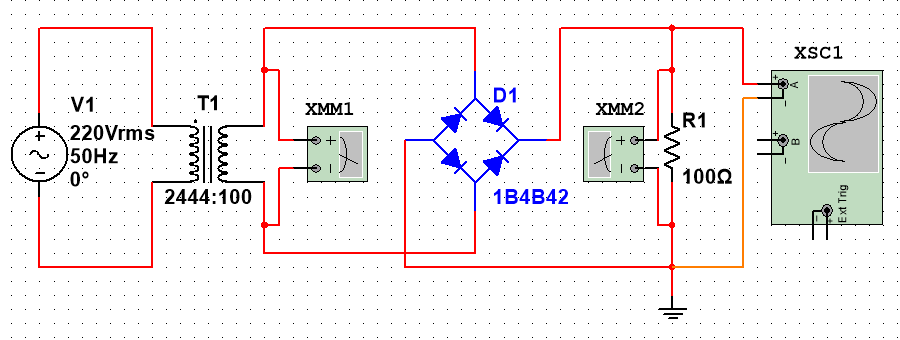 XSC1
V1
220Vrms
50Hz
0°
T1
2444:100
XMM1
+
−
D1
1B4B42
XMM2
+
−
R1
100Ω
+
−
A
+
−
B
Ext Trig
−
+